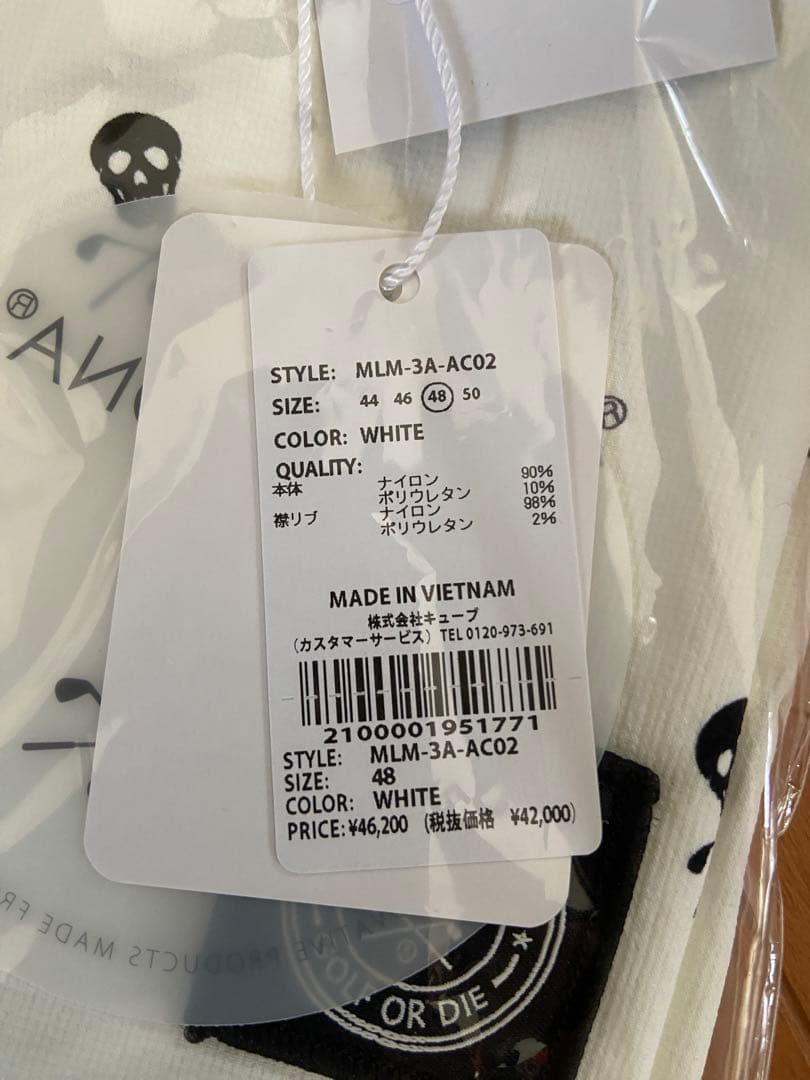 STYLE: MLM-3A-AC02
SIZE: 44 46 48 50
COLOR: WHITE
QUALITY:
本体 ナイロン 90%
ポリウレタン 10%
襟リブ ナイロン 98%
ポリウレタン 2%
MADE IN VIETNAM
株式会社キューブ
(カスタマーサービス) TEL 0120-973-691
2100001951771
STYLE: MLM-3A-AC02
SIZE: 48
COLOR: WHITE
PRICE: ¥46,200 (税抜価格 ¥42,000)
®
®
PRODUCTS MADE
OR DIE